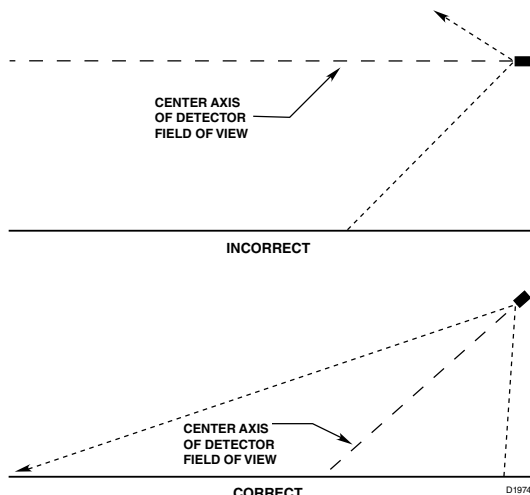 CENTER AXIS
OF DETECTOR
FIELD OF VIEW
INCORRECT
CENTER AXIS
OF DETECTOR
FIELD OF VIEW
CORRECT
D1974